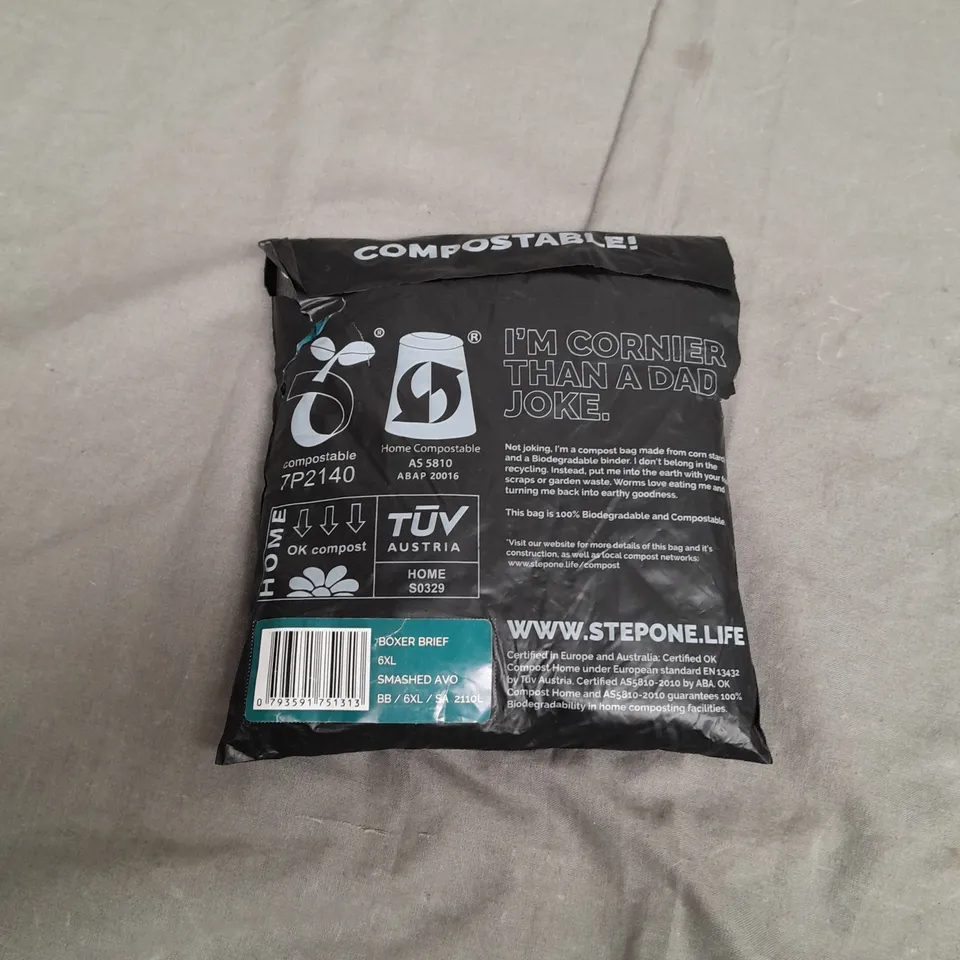 COMPOSTABLE!
compostable
7P2140
®
Home Compostable
AS 5810
ABAP 20016
I'M CORNIER
THAN A DAD
JOKE.
Not joking, I'm a compost bag made from corn
and a Biodegradable binder. I don't belong in the
recycling. Instead, put me into the earth with your
scraps or garden waste. Worms love eating me and
turning me back into earthy goodness.
This bag is 100% Biodegradable and Compostable
*Visit our website for more details of this bag and it's
construction, as well as local compost networks:
www.stepone.life/compost
HOME
OK compost
TÜV
AUSTRIA
HOME
S0329
WWW.STEPONE.LIFE
Certified in Europe and Australia: Certified OK
Compost Home under European standard EN 13432
by Tüv Austria. Certified AS5810-2010 by ABA. OK
Compost Home and AS5810-2010 guarantees 100%
Biodegradability in home composting facilities.
BOXER BRIEF
6XL
SMASHED AVO
BB / 6XL / SA 2110L
0 793591 751313